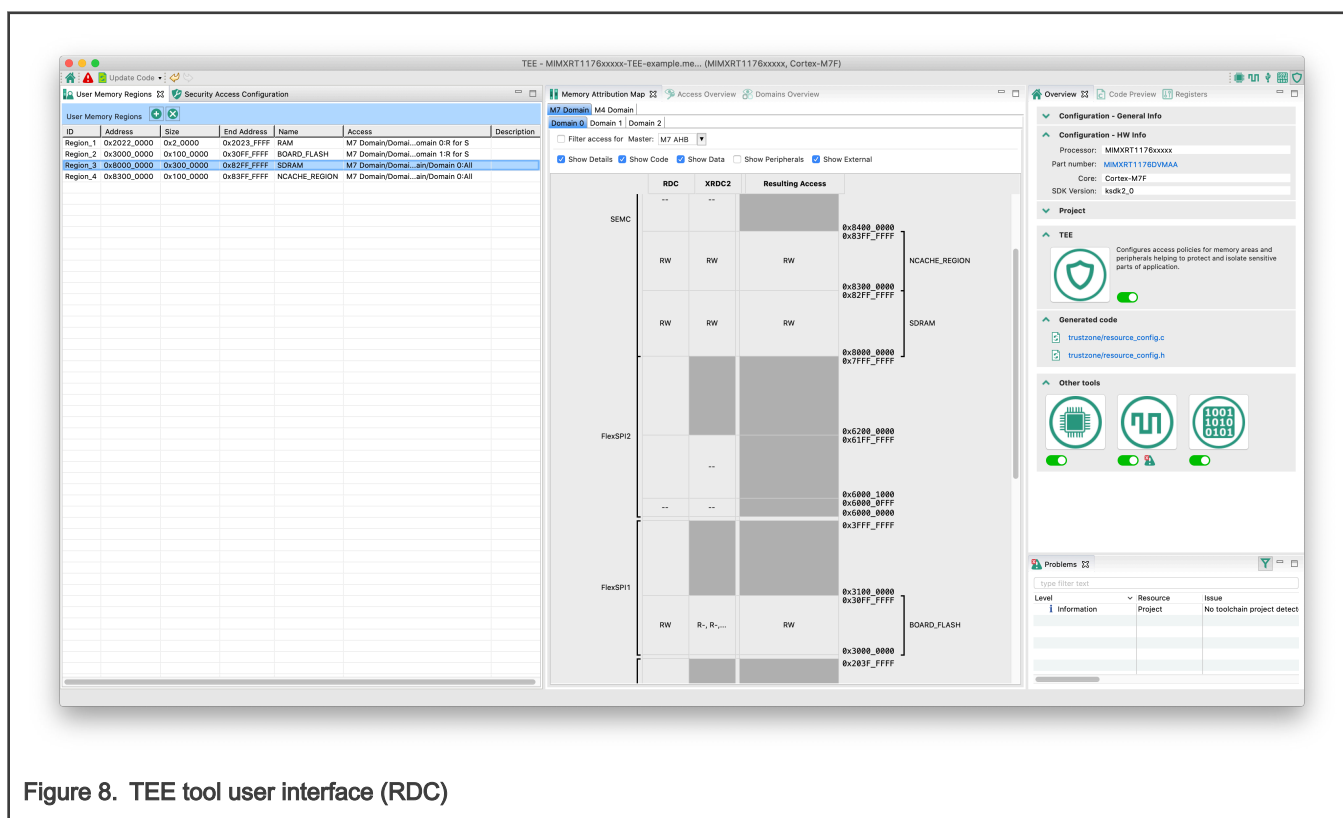 TEE - MIMXRT1176xxxxx-TEE-example.me... (MIMXRT1176xxxxx, Cortex-M7F)
Update Code
User Memory Regions Security Access Configuration
User Memory Regions
ID Address Size End Address Name Access Description
Region_1 0x2022_0000 0x2_0000 0x2023_FFFF RAM M7 Domain/Domai...omain 0:R for S
Region_2 0x3000_0000 0x100_0000 0x30FF_FFFF BOARD_FLASH M7 Domain/Domai...omain 1:R for S
Region_3 0x8000_0000 0x300_0000 0x82FF_FFFF SDRAM M7 Domain/Domai...ain/Domain 0:All
Region_4 0x8300_0000 0x100_0000 0x83FF_FFFF NCACHE_REGION M7 Domain/Domai...ain/Domain 0:All
Memory Attribution Map Access Overview Domains Overview
M7 Domain M4 Domain
Domain 0 Domain 1 Domain 2
Filter access for Master: M7 AHB
Show Details Show Code Show Data Show Peripherals Show External
RDC XRDC2 Resulting Access
-- --
SEMC
0x8400_0000
0x83FF_FFFF
RW RW RW NCACHE_REGION
0x8300_0000
0x82FF_FFFF
RW RW RW SDRAM
0x8000_0000
0x7FFF_FFFF
0x6200_0000
FlexSPI2
0x61FF_FFFF
--
0x6000_1000
0x6000_0FFF
-- --
0x6000_0000
0x3FFF_FFFF
FlexSPI1
0x3100_0000
0x30FF_FFFF
RW R-, R-,... RW BOARD_FLASH
0x3000_0000
0x203F_FFFF
Overview Code Preview Registers
Configuration - General Info
Configuration - HW Info
Processor: MIMXRT1176xxxxx
Part number: MIMXRT1176DVMAA
Core: Cortex-M7F
SDK Version: ksdk2_0
Project
TEE
Configures access policies for memory areas and
peripherals helping to protect and isolate sensitive
parts of application.
Generated code
trustzone/resource_config.c
trustzone/resource_config.h
Other tools
1001
1010
0101
Problems
type filter text
Level Resource Issue
Information Project No toolchain project detect
Figure 8. TEE tool user interface (RDC)